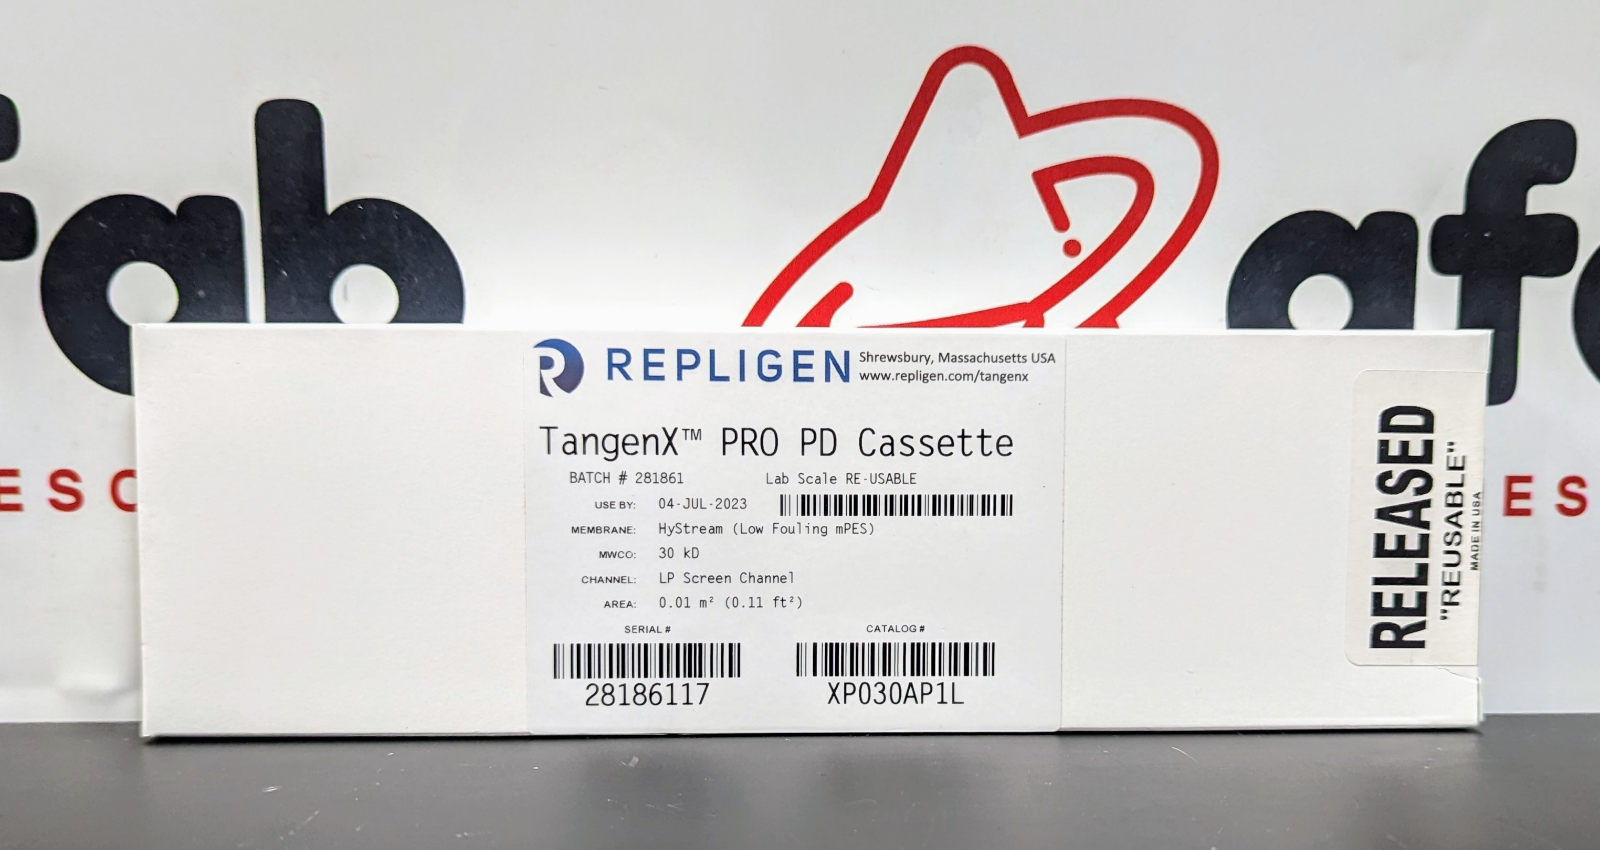 fab
af
ESC
ES
REPLIGEN
Shrewsbury, Massachusetts USA
www.repligen.com/tangenx
TangenX™ PRO PD Cassette
BATCH # 281861 Lab Scale RE-USABLE
USE BY: 04-JUL-2023
MEMBRANE: HyStream (Low Fouling mPES)
MWCO: 30 kD
CHANNEL: LP Screen Channel
AREA: 0.01 m² (0.11 ft²)
SERIAL # CATALOG #
28186117 XP030AP1L
RELEASED
"REUSABLE"
MADE IN USA